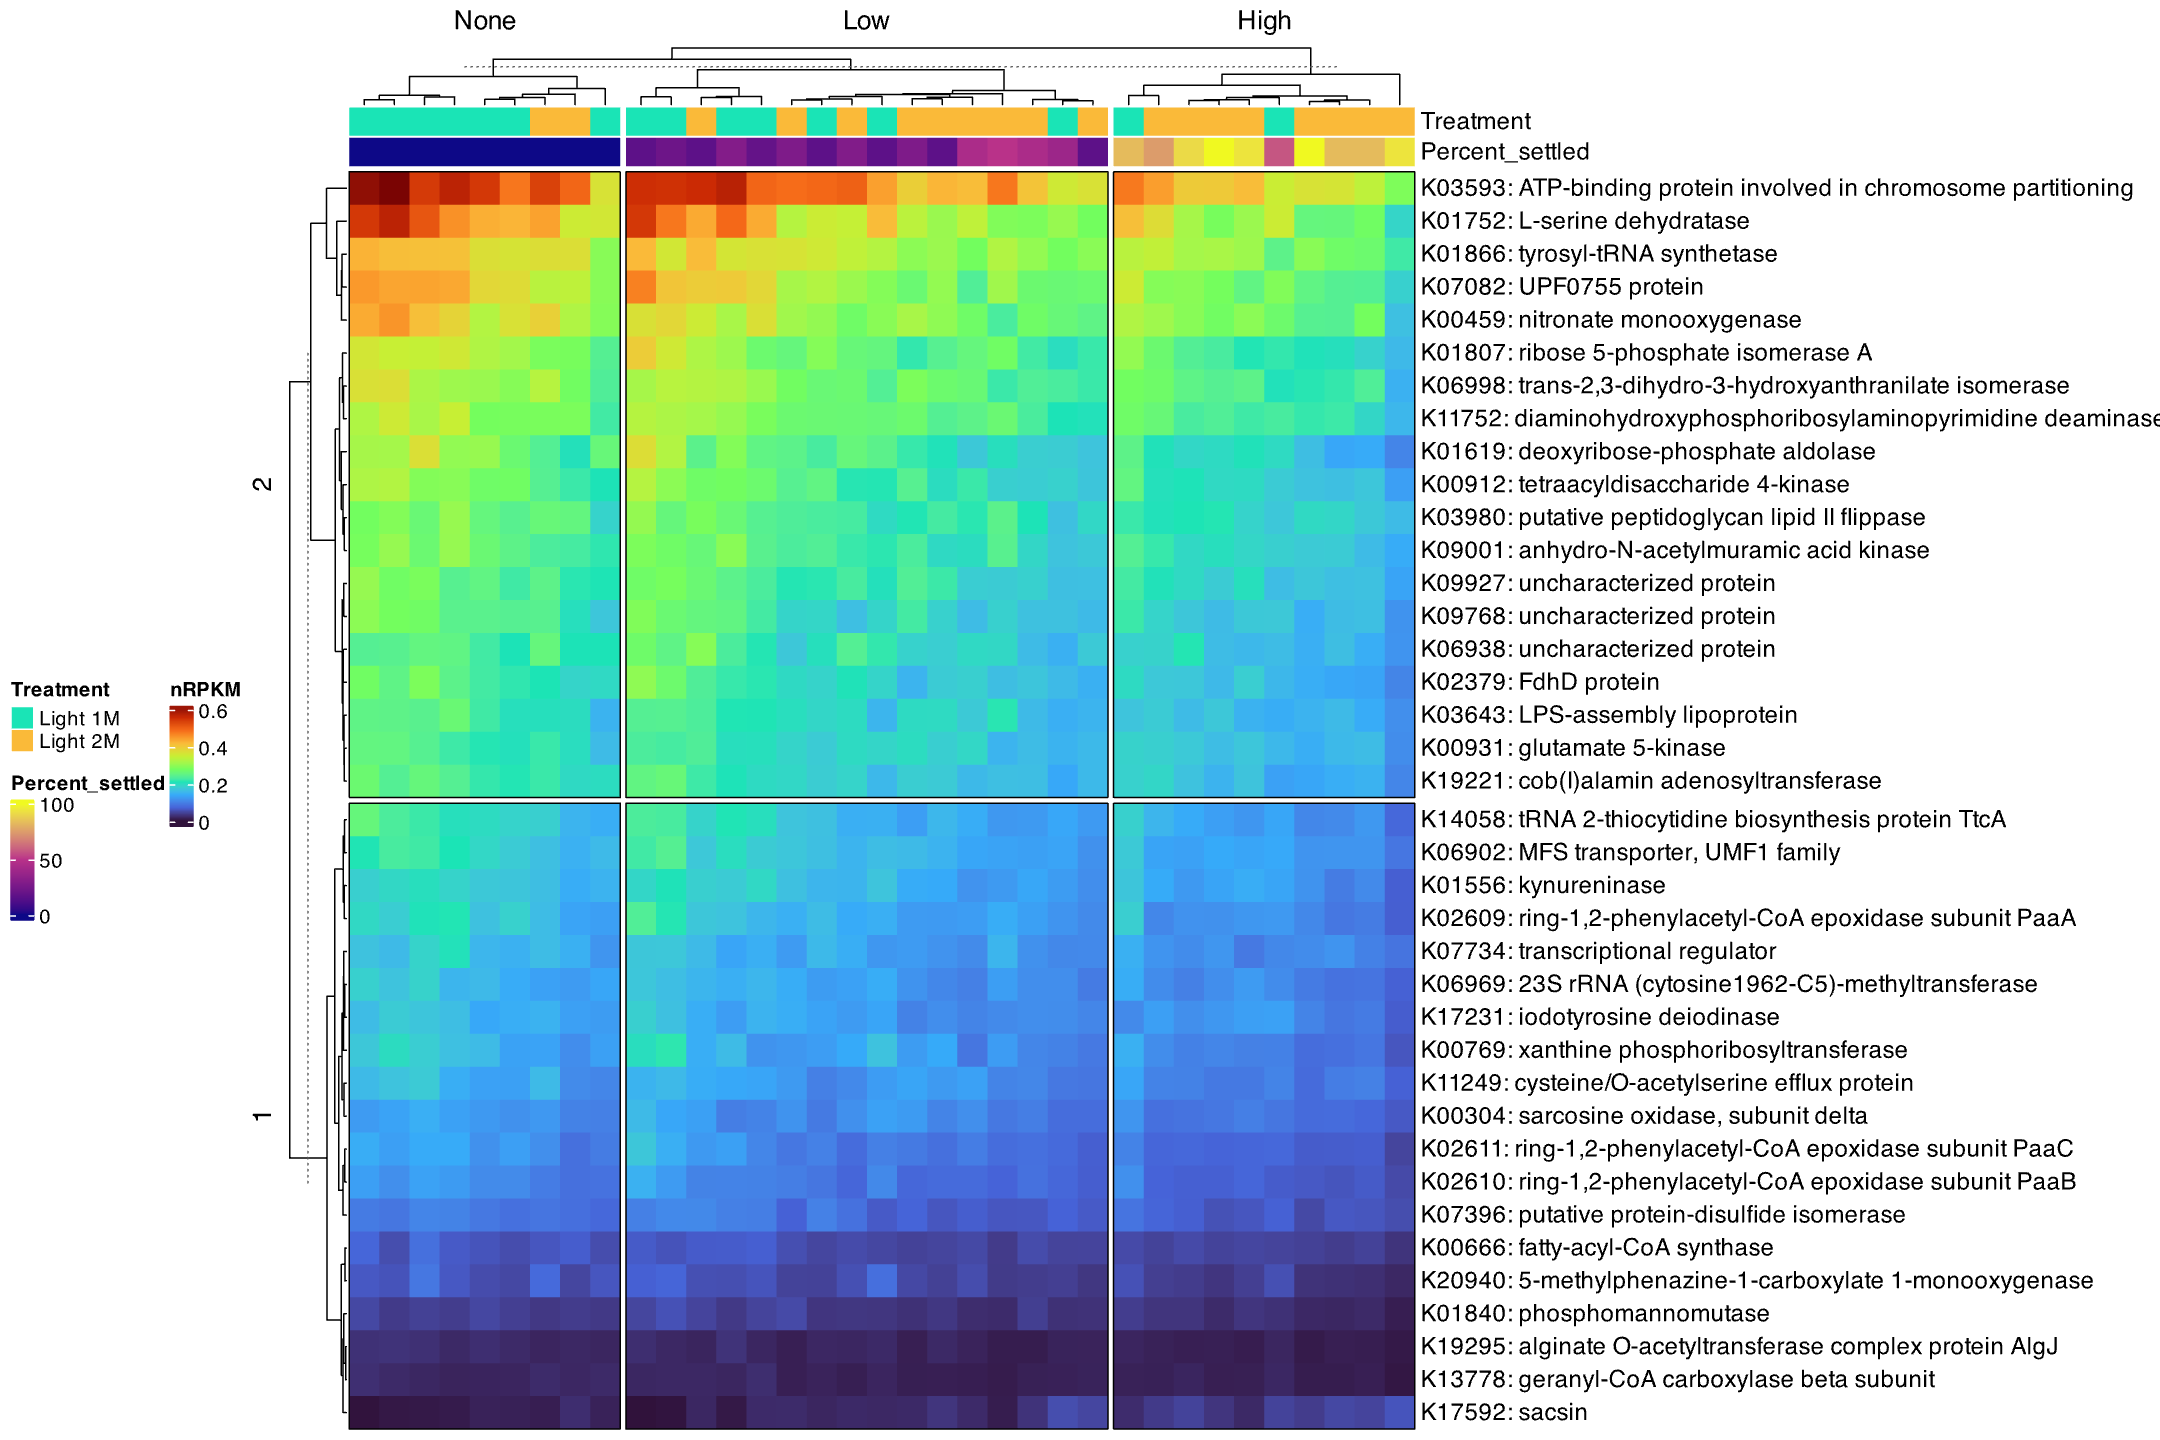 None Low High
Treatment
Percent_settled
K03593: ATP-binding protein involved in chromosome partitioning
K01752: L-serine dehydratase
K01866: tyrosyl-tRNA synthetase
K07082: UPF0755 protein
K00459: nitronate monooxygenase
K01807: ribose 5-phosphate isomerase A
K06998: trans-2,3-dihydro-3-hydroxyanthranilate isomerase
K11752: diaminohydroxyphosphoribosylaminopyrimidine deaminase
K01619: deoxyribose-phosphate aldolase
K00912: tetraacyldisaccharide 4-kinase
K03980: putative peptidoglycan lipid II flippase
K09001: anhydro-N-acetylmuramic acid kinase
K09927: uncharacterized protein
K09768: uncharacterized protein
K06938: uncharacterized protein
K02379: FdhD protein
K03643: LPS-assembly lipoprotein
K00931: glutamate 5-kinase
K19221: cob(I)alamin adenosyltransferase
2
K14058: tRNA 2-thiocytidine biosynthesis protein TtcA
K06902: MFS transporter, UMF1 family
K01556: kynureninase
K02609: ring-1,2-phenylacetyl-CoA epoxidase subunit PaaA
K07734: transcriptional regulator
K06969: 23S rRNA (cytosine1962-C5)-methyltransferase
K17231: iodotyrosine deiodinase
K00769: xanthine phosphoribosyltransferase
K11249: cysteine/O-acetylserine efflux protein
K00304: sarcosine oxidase, subunit delta
K02611: ring-1,2-phenylacetyl-CoA epoxidase subunit PaaC
K02610: ring-1,2-phenylacetyl-CoA epoxidase subunit PaaB
K07396: putative protein-disulfide isomerase
K00666: fatty-acyl-CoA synthase
K20940: 5-methylphenazine-1-carboxylate 1-monooxygenase
K01840: phosphomannomutase
K19295: alginate O-acetyltransferase complex protein AlgJ
K13778: geranyl-CoA carboxylase beta subunit
K17592: sacsin
1
Treatment
Light 1M
Light 2M
Percent_settled
100
50
0
nRPKM
0.6
0.4
0.2
0